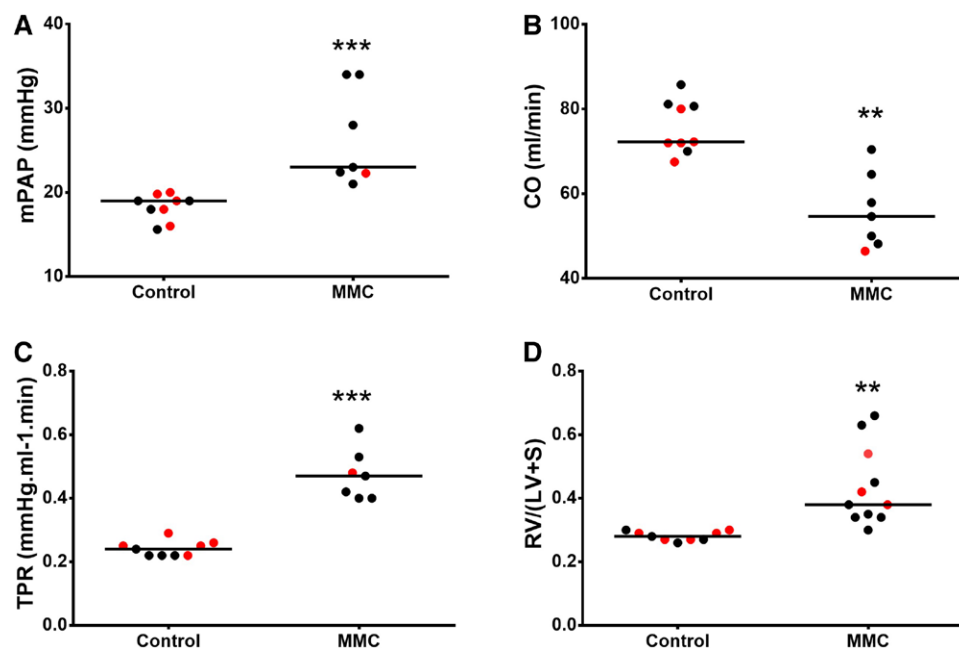 A
mPAP (mmHg)
40
30
20
10
***
Control
MMC
B
CO (ml/min)
100
80
60
40
**
Control
MMC
C
TPR (mmHg.ml-1.min)
0.8
0.6
0.4
0.2
0.0
***
Control
MMC
D
RV/(LV+S)
0.8
0.6
0.4
0.2
0.0
**
Control
MMC